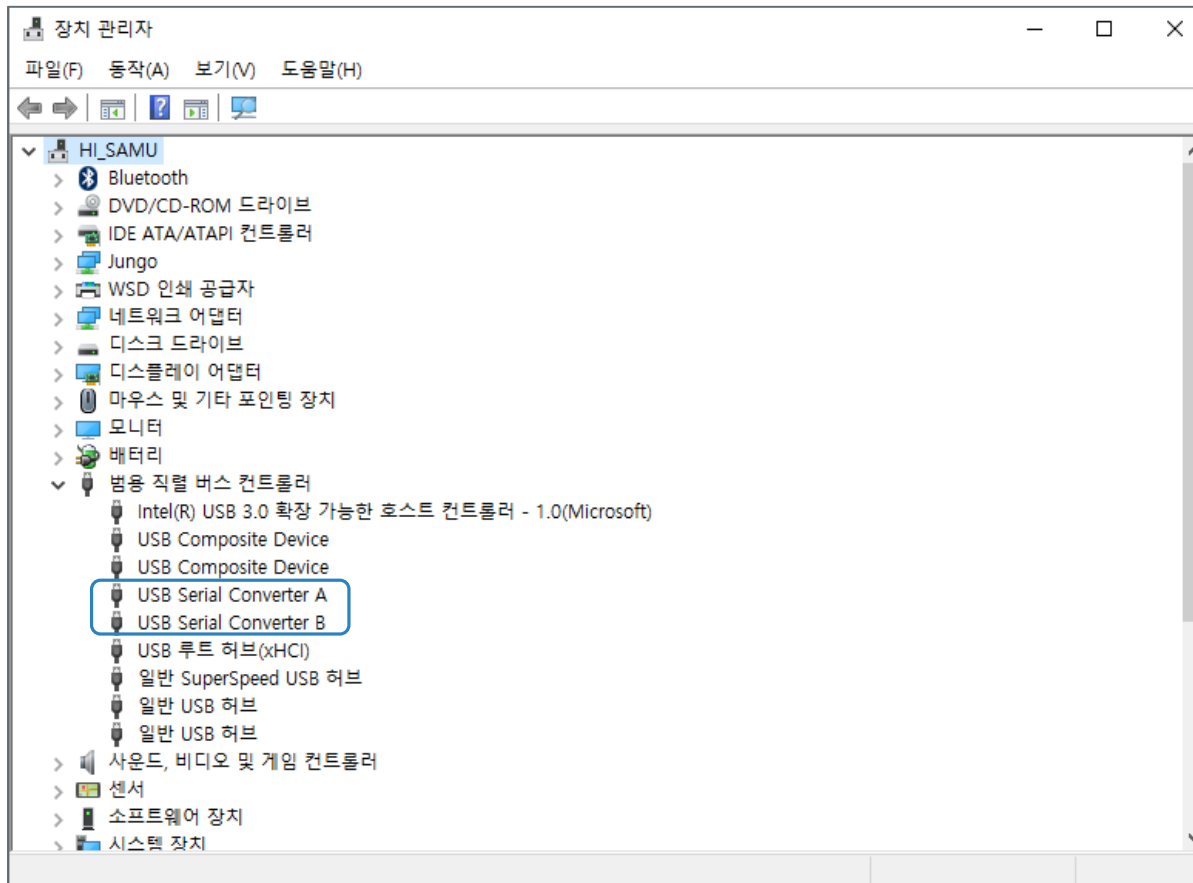 장치 관리자
파일(F) 동작(A) 보기(V) 도움말(H)
HI_SAMU
Bluetooth
DVD/CD-ROM 드라이브
IDE ATA/ATAPI 컨트롤러
Jungo
WSD 인쇄 공급자
네트워크 어댑터
디스크 드라이브
디스플레이 어댑터
마우스 및 기타 포인팅 장치
모니터
배터리
범용 직렬 버스 컨트롤러
Intel(R) USB 3.0 확장 가능한 호스트 컨트롤러 - 1.0(Microsoft)
USB Composite Device
USB Composite Device
USB Serial Converter A
USB Serial Converter B
USB 루트 허브(xHCI)
일반 SuperSpeed USB 허브
일반 USB 허브
일반 USB 허브
사운드, 비디오 및 게임 컨트롤러
센서
소프트웨어 장치
시스템 장치